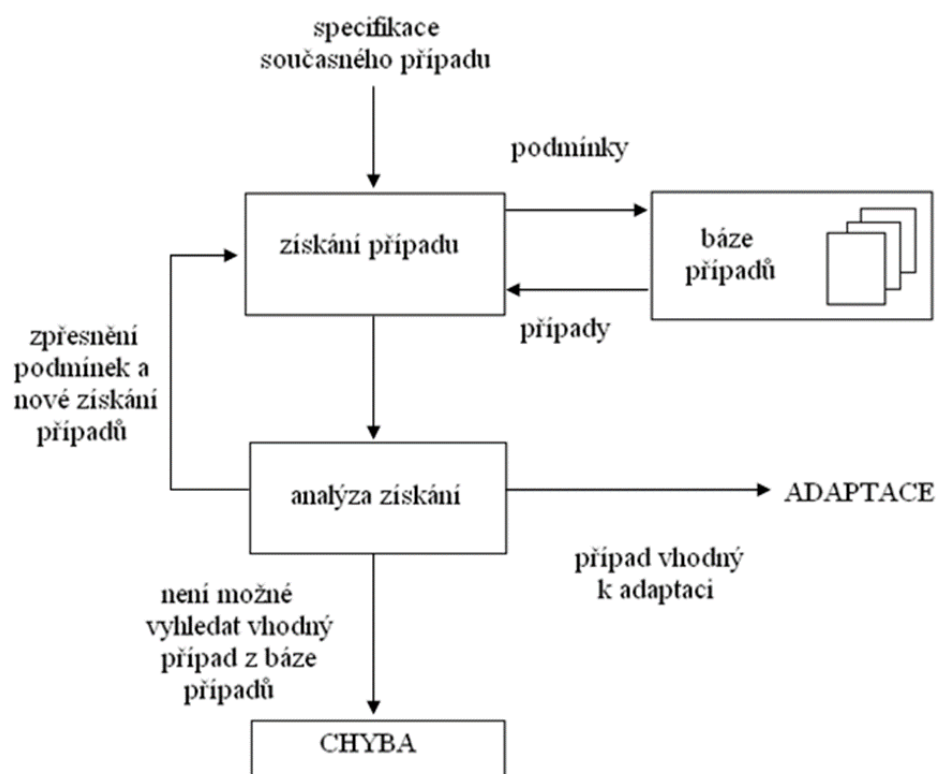 specifikace
současného případu
podmínky
získání případu
báze
případů
případy
zpřesnění
podmínek a
nové získání
případů
analýza získání
ADAPTACE
případ vhodný
k adaptaci
není možné
vyhledat vhodný
případ z báze
případů
CHYBA